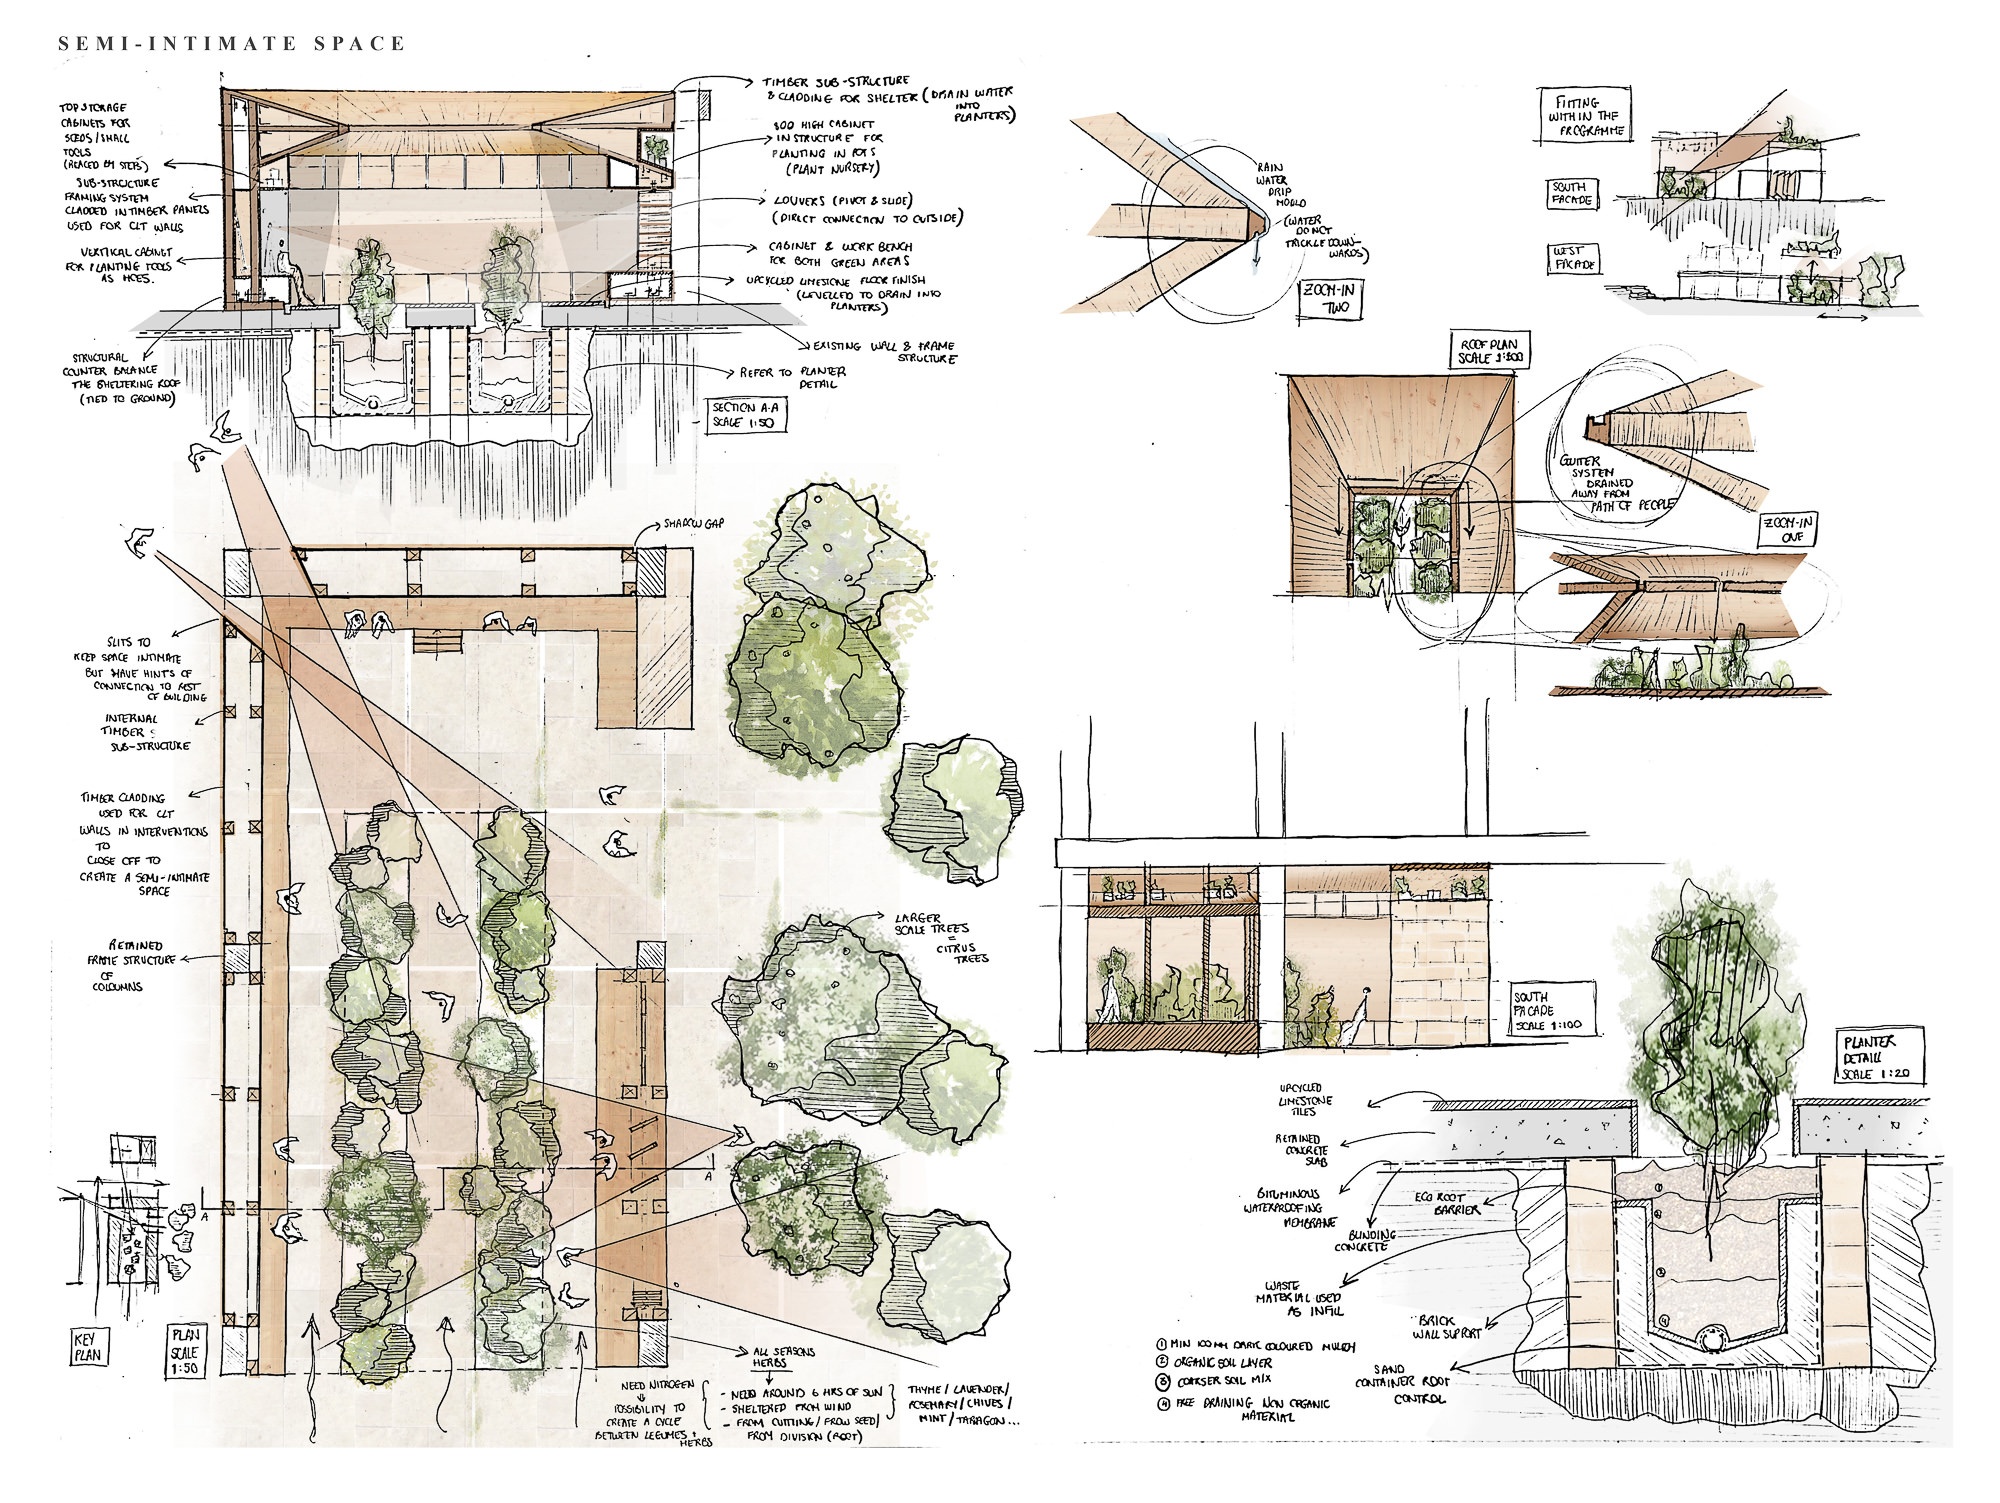 SEMI-INTIMATE SPACE
TOP STORAGE
CABINETS FOR
SEEDS/SMALL
TOOLS
(REACED BY STEPS)
SUB-STRUCTURE
FRAMING SYSTEM
CLADDED IN TIMBER PANELS
USED FOR CLT WALLS
VERTICAL CABINET
FOR PLANTING TOOLS
AS HOES.
STRUCTURAL
COUNTER BALANCE
THE SHELTERING ROOF
(TIED TO GROUND)
TIMBER SUB-STRUCTURE
& CLADDING FOR SHELTER (DRAIN WATER
INTO
PLANTERS)
800 HIGH CABINET
IN STRUCTURE FOR
PLANTING IN POTS
(PLANT NURSERY)
LOUVERS (PIVOT & SLIDE)
(DIRECT CONNECTION TO OUTSIDE)
CABINET & WORK BENCH
FOR BOTH GREEN AREAS
UPCYCLED LIMESTONE FLOOR FINISH
(LEVELLED TO DRAIN INTO
PLANTERS)
EXISTING WALL & FRAME
STRUCTURE
REFER TO PLANTER
DETAIL
SECTION A-A
SCALE 1:50
SHADOW GAP
SLITS TO
KEEP SPACE INTIMATE
BUT HAVE HINTS OF
CONNECTION TO REST
OF BUILDING
INTERNAL
TIMBER
SUB-STRUCTURE
TIMBER CLADDING
USED FOR CLT
WALLS IN INTERVENTIONS
TO
CLOSE OFF TO
CREATE A SEMI-INTIMATE
SPACE
RETAINED
FRAME STRUCTURE
OF
COLOUMNS
LARGER
SCALE TREES
=
CITRUS
TREES
A
A
KEY
PLAN
PLAN
SCALE
1:50
ALL SEASONS
HERBS
NEED NITROGEN
POSSIBILITY TO
CREATE A CYCLE
BETWEEN LEGUMES +
HERBS
- NEED AROUND 6 HRS OF SUN
- SHELTERED FROM WIND
- FROM CUTTING/ FROM SEED/
FROM DIVISION (ROOT)
THYME / LAVENDER/
ROSEMARY / CHIVES /
MINT / TARAGON...
RAIN
WATER
DRIP
MOULD
(WATER
DO NOT
TRICKLE DOWN-
WARDS)
ZOOM-IN
TWO
FITTING
WITHIN THE
PROGRAMME
SOUTH
FACADE
WEST
FACADE
ROOF PLAN
SCALE 1:100
GUTTER
SYSTEM
DRAINED
AWAY FROM
PATH OF PEOPLE
ZOOM-IN
ONE
SOUTH
FACADE
SCALE 1:100
PLANTER
DETAIL
SCALE 1:20
UPCYCLED
LIMESTONE
TILES
RETAINED
CONCRETE
SLAB
BITUMINOUS
WATERPROOFING
MEMBRANE
ECO ROOT
BARRIER
BLINDING
CONCRETE
WASTE
MATERIAL USED
AS INFILL
BRICK
WALL SUPPORT
SAND
CONTAINER ROOT
CONTROL
① MIN 100MM DARK COLOURED MULCH
② ORGANIC SOIL LAYER
③ COARSER SOIL MIX
④ FREE DRAINING NON ORGANIC
MATERIAL